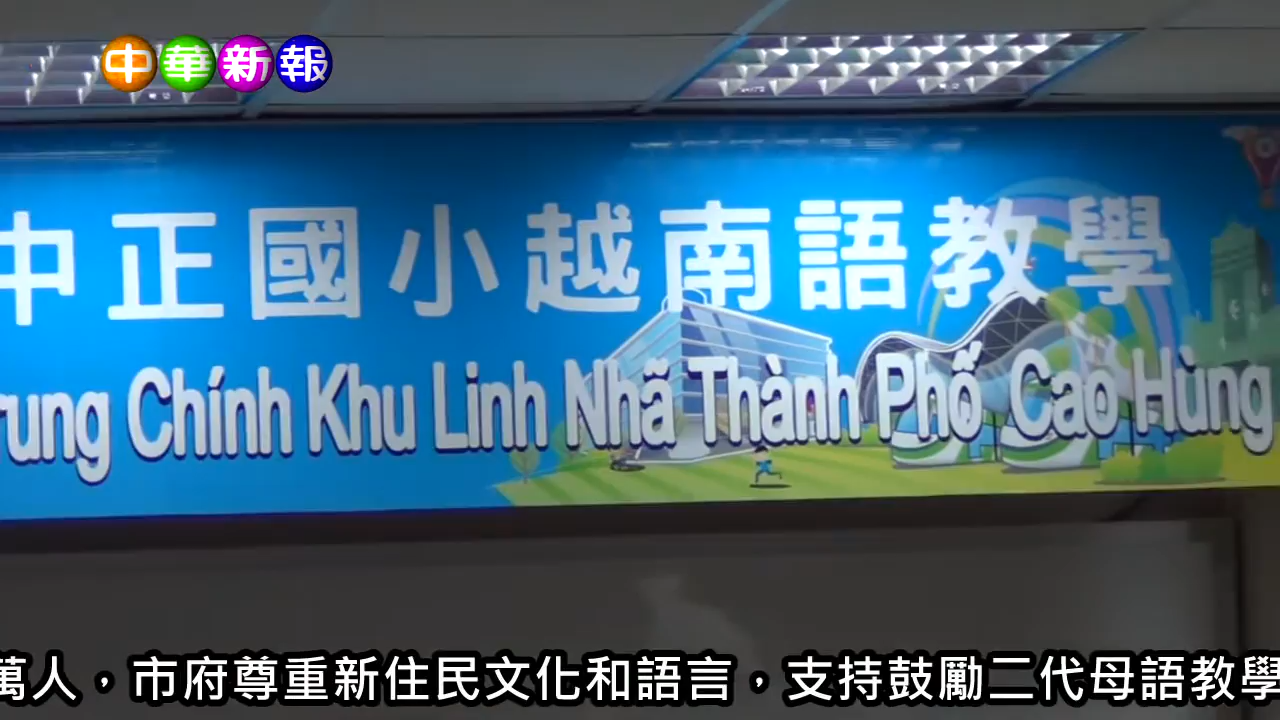 中華新報
中正國小越南語教學
rung Chính Khu Linh Nhã Thành Phố Cao Hùng
萬人，市府尊重新住民文化和語言，支持鼓勵二代母語教學